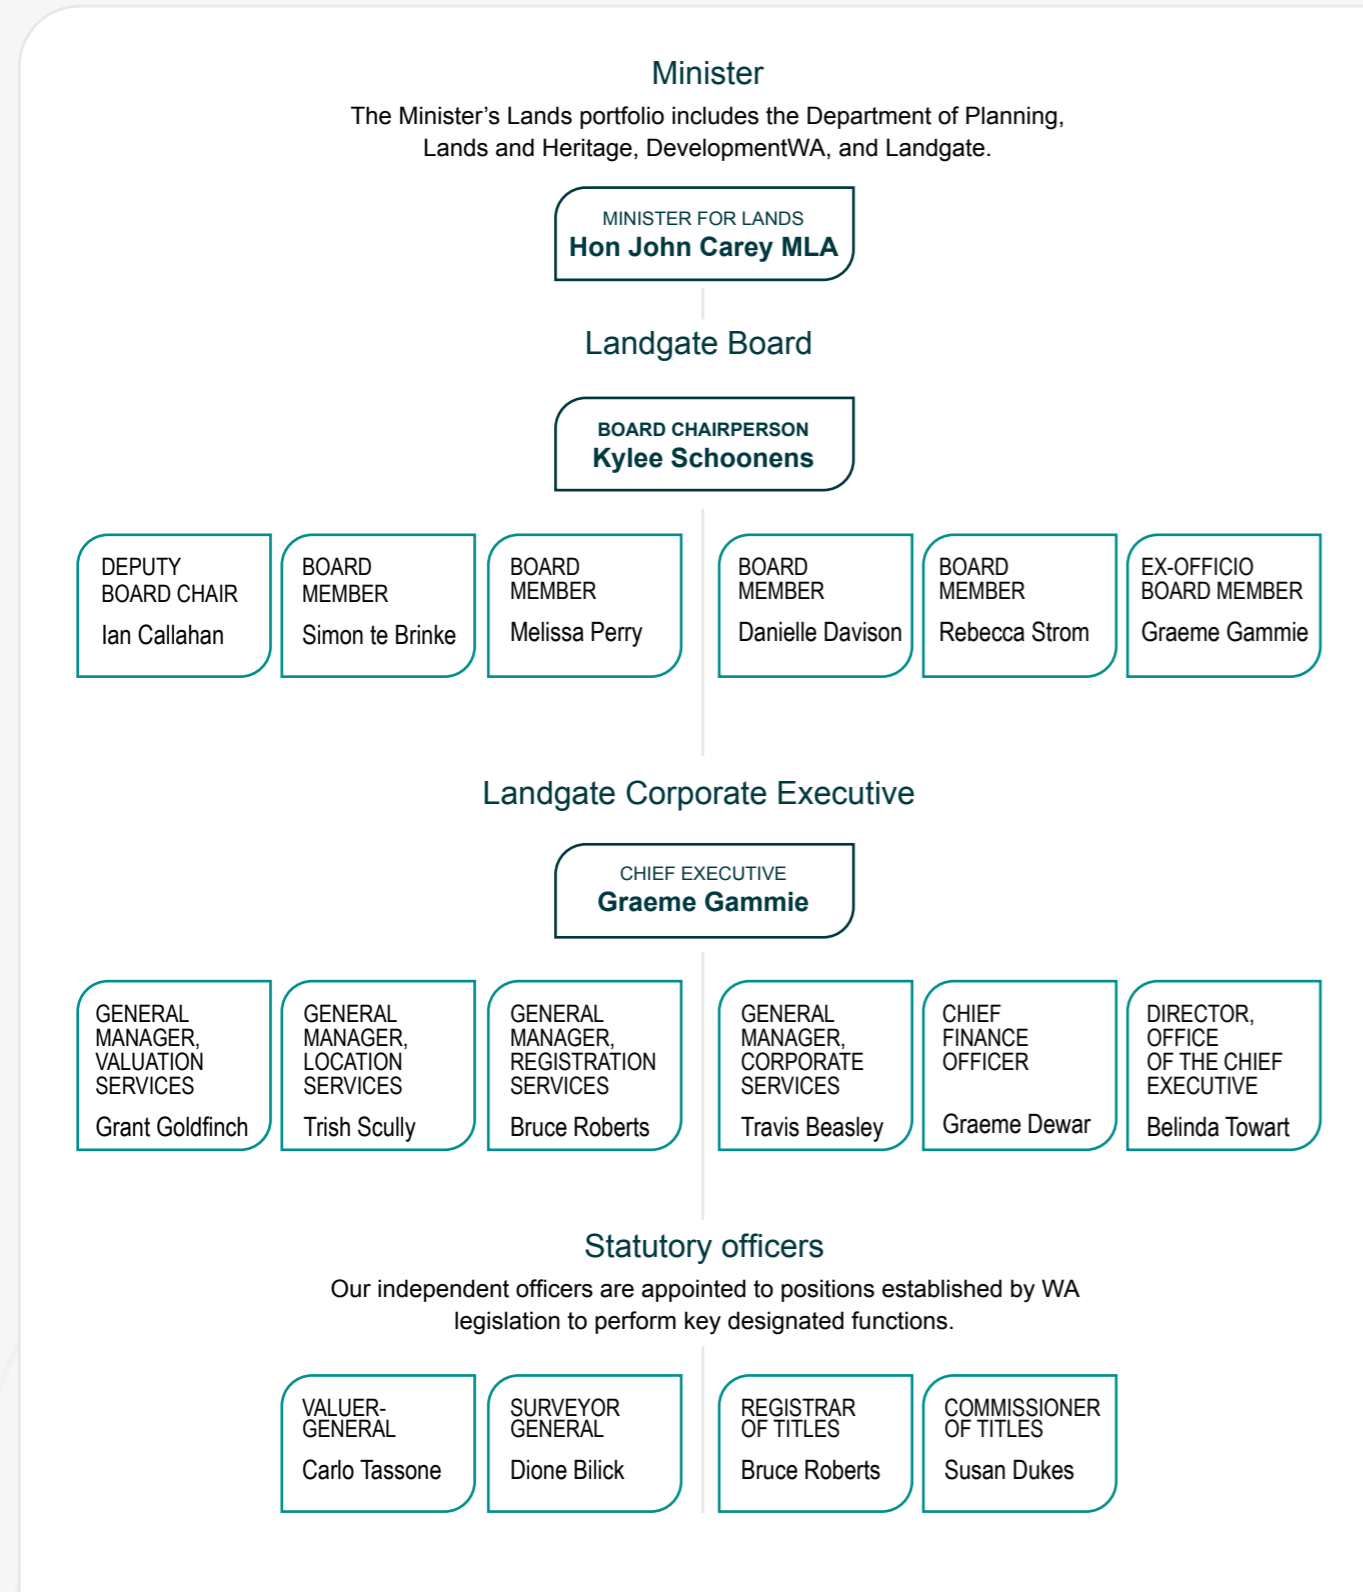 Minister
The Minister’s Lands portfolio includes the Department of Planning,
Lands and Heritage, DevelopmentWA, and Landgate.
MINISTER FOR LANDS
Hon John Carey MLA
Landgate Board
BOARD CHAIRPERSON
Kylee Schoonens
DEPUTY
BOARD CHAIR
Ian Callahan
BOARD
MEMBER
Simon te Brinke
BOARD
MEMBER
Melissa Perry
BOARD
MEMBER
Danielle Davison
BOARD
MEMBER
Rebecca Strom
EX-OFFICIO
BOARD MEMBER
Graeme Gammie
Landgate Corporate Executive
CHIEF EXECUTIVE
Graeme Gammie
GENERAL
MANAGER,
VALUATION
SERVICES
Grant Goldfinch
GENERAL
MANAGER,
LOCATION
SERVICES
Trish Scully
GENERAL
MANAGER,
REGISTRATION
SERVICES
Bruce Roberts
GENERAL
MANAGER,
CORPORATE
SERVICES
Travis Beasley
CHIEF
FINANCE
OFFICER
Graeme Dewar
DIRECTOR,
OFFICE
OF THE CHIEF
EXECUTIVE
Belinda Towart
Statutory officers
Our independent officers are appointed to positions established by WA
legislation to perform key designated functions.
VALUER-
GENERAL
Carlo Tassone
SURVEYOR
GENERAL
Dione Bilick
REGISTRAR
OF TITLES
Bruce Roberts
COMMISSIONER
OF TITLES
Susan Dukes